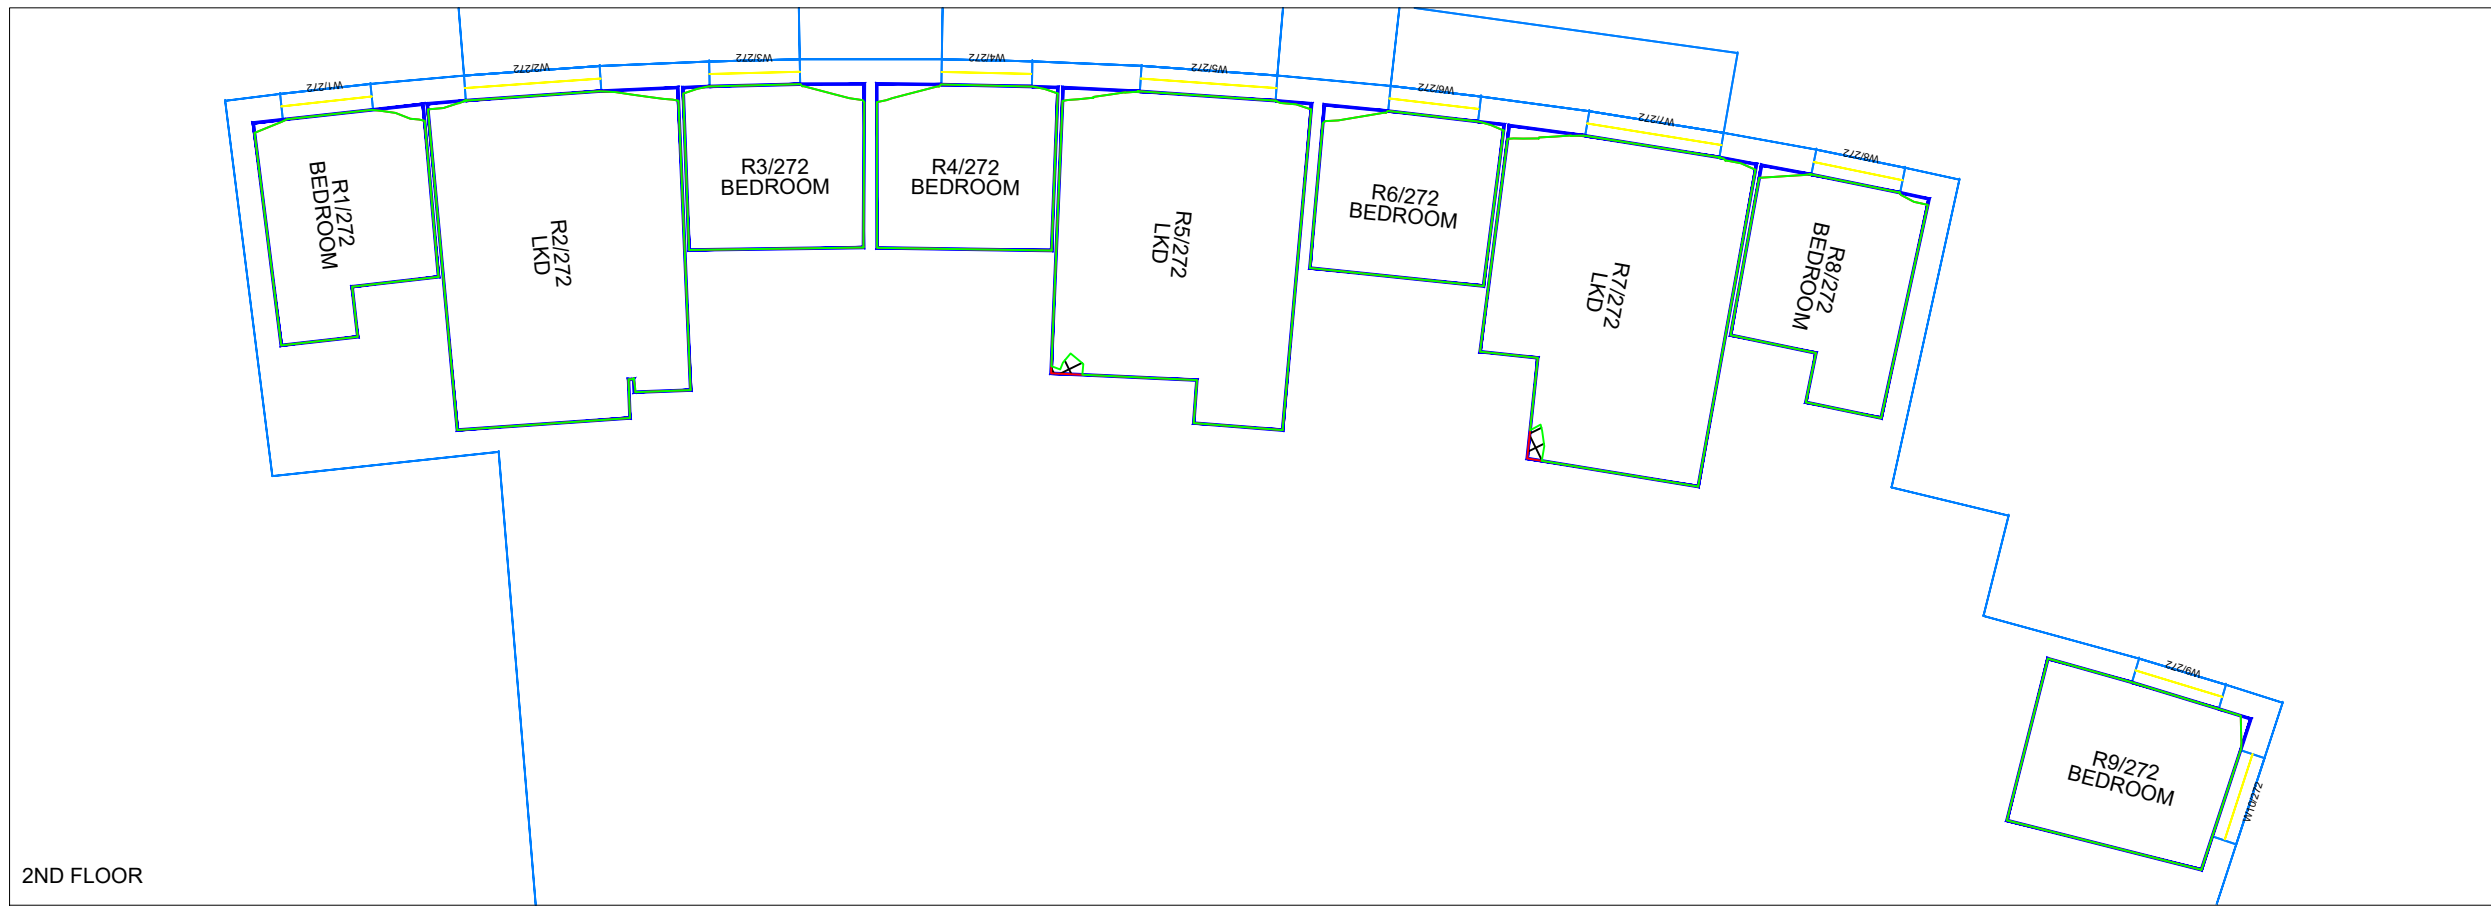 W1/272
W2/272
W3/272
W4/272
W5/272
W6/272
W7/272
W8/272
R1/272
BEDROOM
R2/272
LKD
R3/272
BEDROOM
R4/272
BEDROOM
R5/272
LKD
R6/272
BEDROOM
R7/272
LKD
R8/272
BEDROOM
W9/272
R9/272
BEDROOM
W10/272
2ND FLOOR